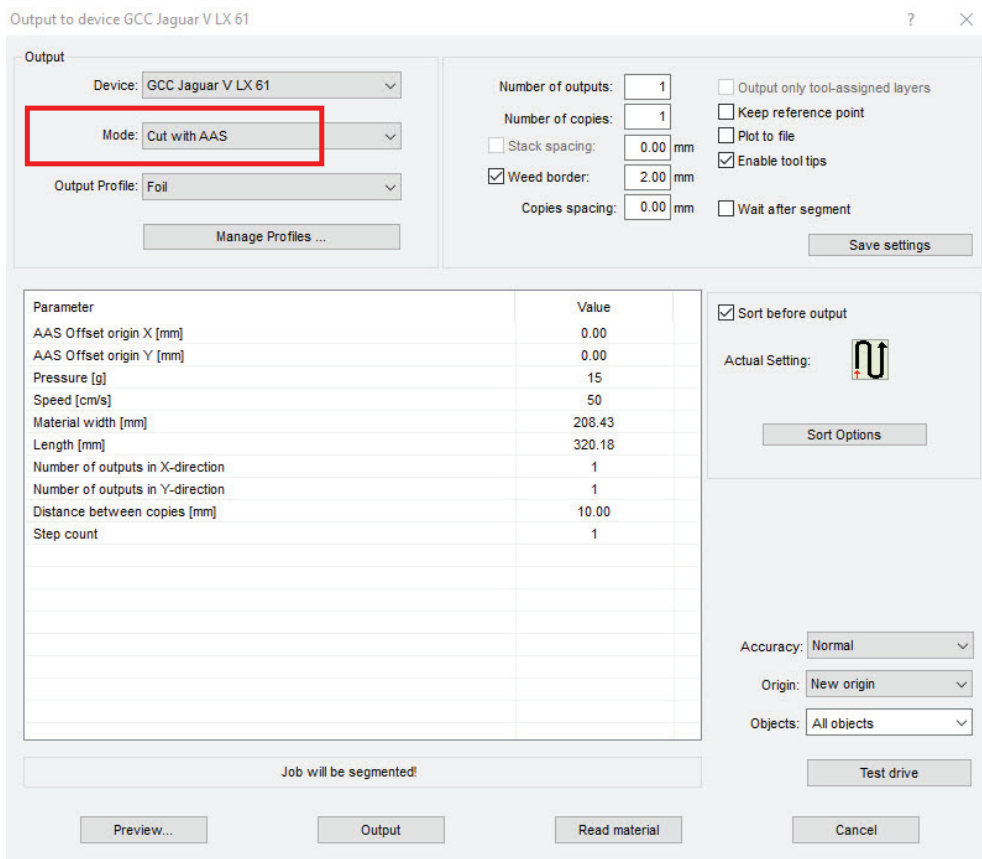 Output to device GCC Jaguar V LX 61
Output
Device: GCC Jaguar V LX 61
Mode: Cut with AAS
Output Profile: Foil
Manage Profiles ...
Number of outputs: 1
Number of copies: 1
Stack spacing: 0.00 mm
Weed border: 2.00 mm
Copies spacing: 0.00 mm
Output only tool-assigned layers
Keep reference point
Plot to file
Enable tool tips
Wait after segment
Save settings
Parameter Value
AAS Offset origin X [mm] 0.00
AAS Offset origin Y [mm] 0.00
Pressure [g] 15
Speed [cm/s] 50
Material width [mm] 208.43
Length [mm] 320.18
Number of outputs in X-direction 1
Number of outputs in Y-direction 1
Distance between copies [mm] 10.00
Step count 1
Sort before output
Actual Setting:
Sort Options
Accuracy: Normal
Origin: New origin
Objects: All objects
Job will be segmented!
Test drive
Preview...
Output
Read material
Cancel